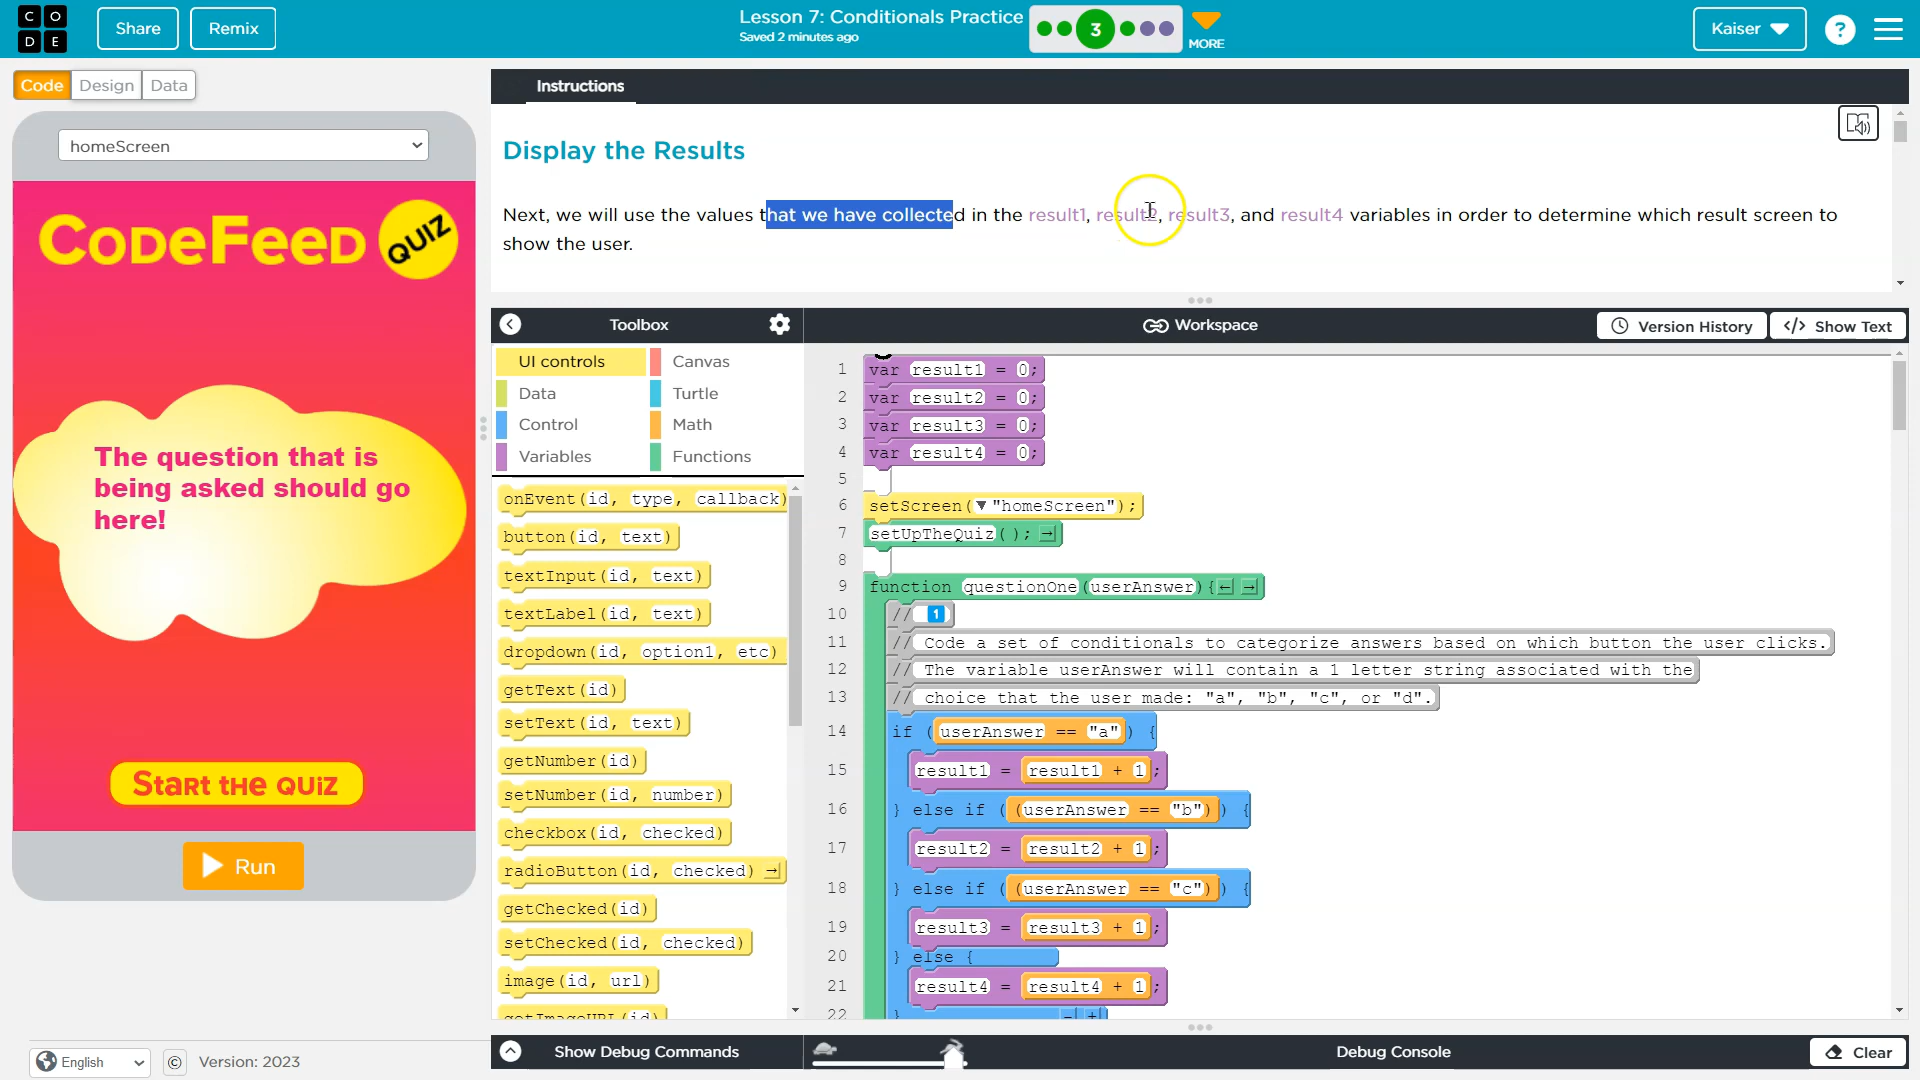 CO
DE
Share
Remix
Lesson 7: Conditionals Practice
Saved 2 minutes ago
3
MORE
Kaiser
?
Code
Design
Data
homeScreen
CODEFEED
QUIZ
The question that is
being asked should go
here!
START THE QUIZ
Run
English
©
Version: 2023
Instructions
Display the Results
Next, we will use the values that we have collected in the result1, result2, result3, and result4 variables in order to determine which result screen to
show the user.
Toolbox
Workspace
Version History
</> Show Text
UI controls
Canvas
Data
Turtle
Control
Math
Variables
Functions
onEvent(id, type, callback)
button(id, text)
textInput(id, text)
textLabel(id, text)
dropdown(id, option1, etc)
getText(id)
setText(id, text)
getNumber(id)
setNumber(id, number)
checkbox(id, checked)
radioButton(id, checked)
getChecked(id)
setChecked(id, checked)
image(id, url)
getImageURL(id)
1 var result1 = 0;
2 var result2 = 0;
3 var result3 = 0;
4 var result4 = 0;
5
6 setScreen(▼"homeScreen");
7 setUpTheQuiz(); →
8
9 function questionOne(userAnswer){ ← →
10 // 1
11 // Code a set of conditionals to categorize answers based on which button the user clicks.
12 // The variable userAnswer will contain a 1 letter string associated with the
13 // choice that the user made: "a", "b", "c", or "d".
14 if (userAnswer == "a") {
15 result1 = result1 + 1;
16 } else if ((userAnswer == "b")) {
17 result2 = result2 + 1;
18 } else if ((userAnswer == "c")) {
19 result3 = result3 + 1;
20 } else {
21 result4 = result4 + 1;
22 } - +
Show Debug Commands
Debug Console
Clear